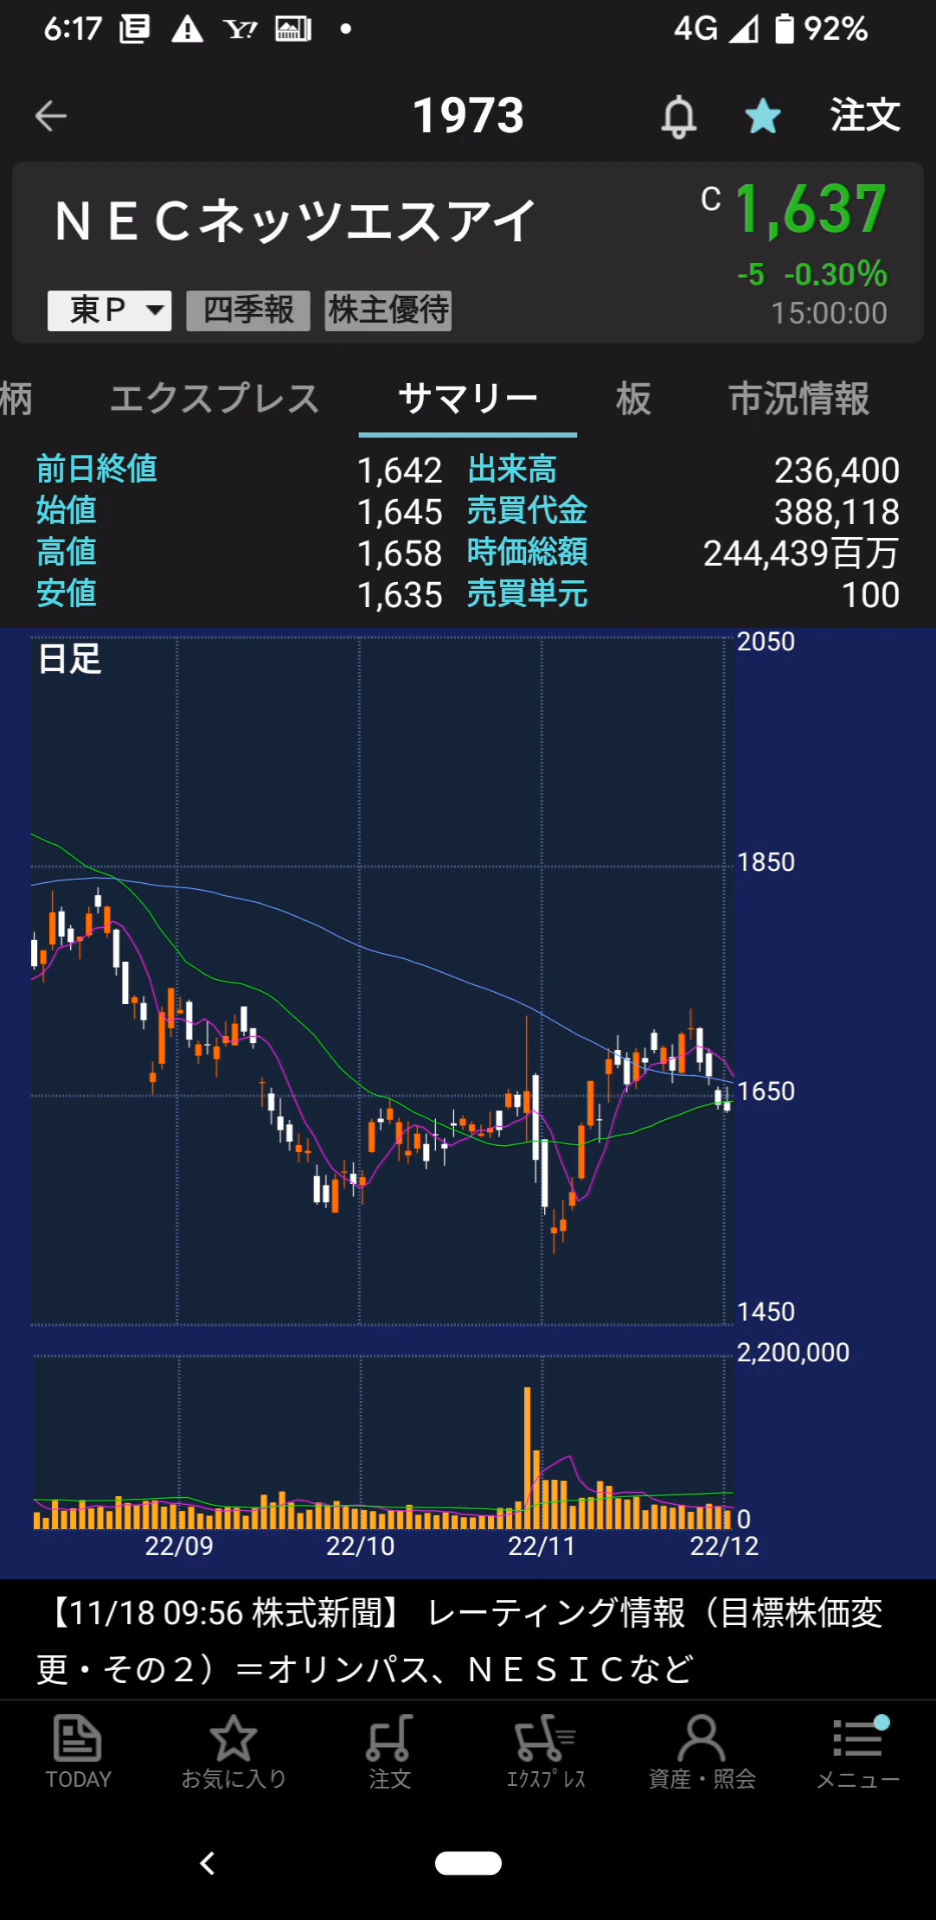 6:17 Y! 4G 92%
1973 注文
ＮＥＣネッツエスアイ C 1,637
-5 -0.30%
東Ｐ 四季報 株主優待 15:00:00
柄 エクスプレス サマリー 板 市況情報
前日終値 1,642 出来高 236,400
始値 1,645 売買代金 388,118
高値 1,658 時価総額 244,439百万
安値 1,635 売買単元 100
日足
2050
1850
1650
1450
2,200,000
0
22/09 22/10 22/11 22/12
【11/18 09:56 株式新聞】 レーティング情報（目標株価変
更・その２）＝オリンパス、ＮＥＳＩＣなど
TODAY お気に入り 注文 ｴｸｽﾌﾟﾚｽ 資産・照会 メニュー